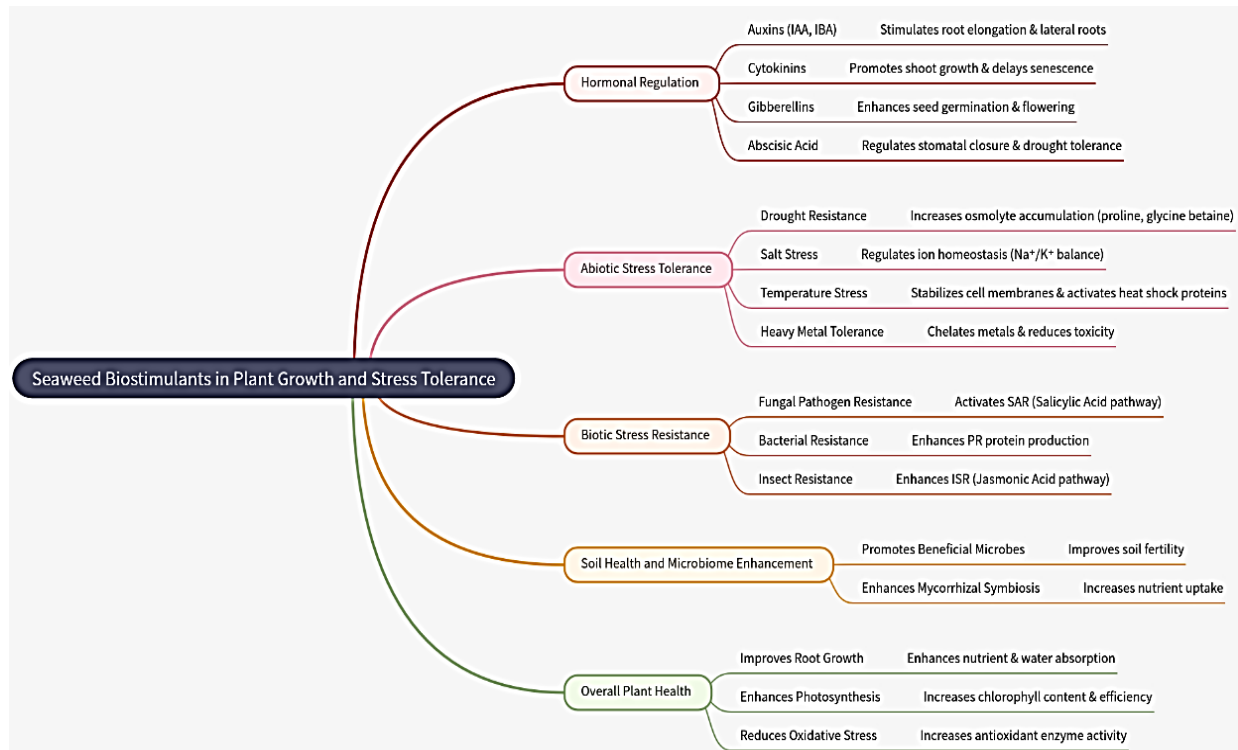 Auxins (IAA, IBA) Stimulates root elongation & lateral roots
Hormonal Regulation
Cytokinins Promotes shoot growth & delays senescence
Gibberellins Enhances seed germination & flowering
Abscisic Acid Regulates stomatal closure & drought tolerance
Drought Resistance Increases osmolyte accumulation (proline, glycine betaine)
Abiotic Stress Tolerance
Salt Stress Regulates ion homeostasis (Na⁺/K⁺ balance)
Temperature Stress Stabilizes cell membranes & activates heat shock proteins
Heavy Metal Tolerance Chelates metals & reduces toxicity
Seaweed Biostimulants in Plant Growth and Stress Tolerance
Fungal Pathogen Resistance Activates SAR (Salicylic Acid pathway)
Biotic Stress Resistance
Bacterial Resistance Enhances PR protein production
Insect Resistance Enhances ISR (Jasmonic Acid pathway)
Soil Health and Microbiome Enhancement
Promotes Beneficial Microbes Improves soil fertility
Enhances Mycorrhizal Symbiosis Increases nutrient uptake
Overall Plant Health
Improves Root Growth Enhances nutrient & water absorption
Enhances Photosynthesis Increases chlorophyll content & efficiency
Reduces Oxidative Stress Increases antioxidant enzyme activity